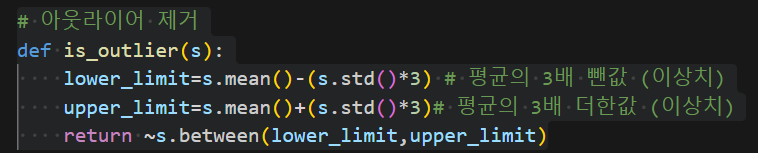 # 아웃라이어 제거
def is_outlier(s):
    lower_limit=s.mean()-(s.std()*3) # 평균의 3배 뺀값 (이상치)
    upper_limit=s.mean()+(s.std()*3)# 평균의 3배 더한값 (이상치)
    return ~s.between(lower_limit,upper_limit)